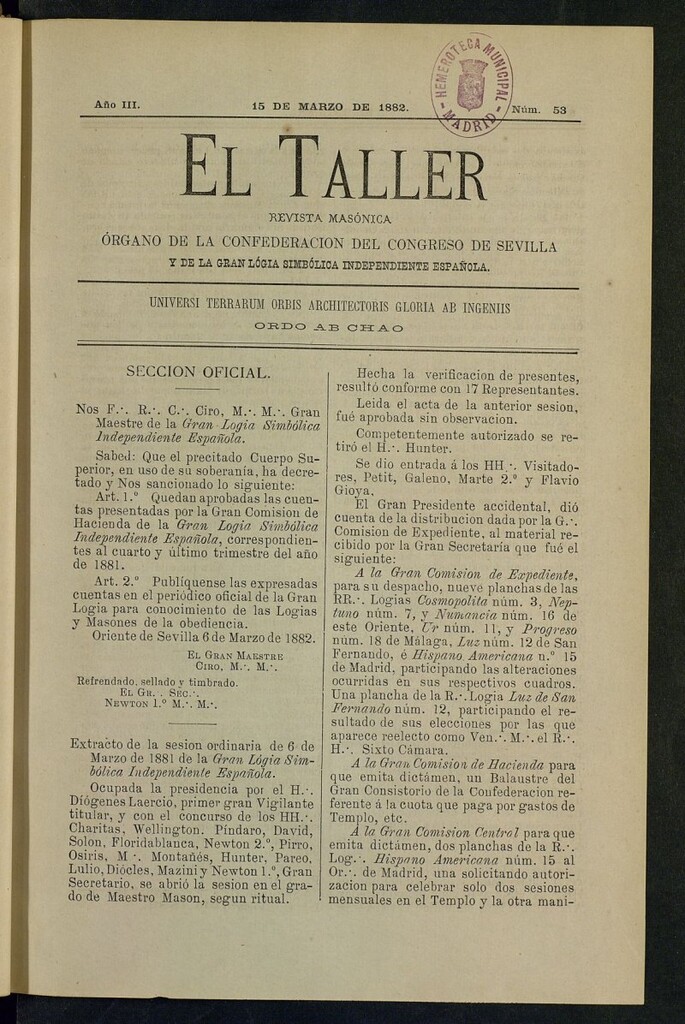 Año III.
15 DE MARZO DE 1882.
Núm. 53
HEMEROTECA MUNICIPAL
MADRID
EL TALLER
REVISTA MASÓNICA
ÓRGANO DE LA CONFEDERACION DEL CONGRESO DE SEVILLA
Y DE LA GRAN LÓGIA SIMBÓLICA INDEPENDIENTE ESPAÑOLA.
UNIVERSI TERRARUM ORBIS ARCHITECTORIS GLORIA AB INGENIIS
ORDO AB CHAO
SECCION OFICIAL.
Nos F.·. R.·. C.·. Ciro, M.·. M.·. Gran
Maestre de la Gran Logia Simbólica
Independiente Española.
Sabed: Que el precitado Cuerpo Su-
perior, en uso de su soberanía, ha decre-
tado y Nos sancionado lo siguiente:
Art. 1.º Quedan aprobadas las cuen-
tas presentadas por la Gran Comision de
Hacienda de la Gran Logia Simbólica
Independiente Española, correspondien-
tes al cuarto y último trimestre del año
de 1881.
Art. 2.º Publíquense las expresadas
cuentas en el periódico oficial de la Gran
Logia para conocimiento de las Logias
y Masones de la obediencia.
Oriente de Sevilla 6 de Marzo de 1882.
EL GRAN MAESTRE
CIRO, M.·. M.·.
Refrendado, sellado y timbrado.
EL GR.·. SEC.·.
NEWTON 1.º M.·. M.·.
Extracto de la sesion ordinaria de 6 de
Marzo de 1881 de la Gran Lógia Sim-
bólica Independiente Española.
Ocupada la presidencia por el H.·.
Diógenes Laercio, primer gran Vigilante
titular, y con el concurso de los HH.·.
Charitas, Wellington, Píndaro, David,
Solon, Floridablanca, Newton 2.º, Pirro,
Osiris, M.·. Montañés, Hunter, Pareo,
Lulio, Diócles, Mazini y Newton 1.º, Gran
Secretario, se abrió la sesion en el gra-
do de Maestro Mason, segun ritual.
Hecha la verificacion de presentes,
resultó conforme con 17 Representantes.
Leida el acta de la anterior sesion,
fué aprobada sin observacion.
Competentemente autorizado se re-
tiró el H.·. Hunter.
Se dio entrada á los HH.·. Visitado-
res, Petit, Galeno, Marte 2.º y Flavio
Gioya.
El Gran Presidente accidental, dió
cuenta de la distribucion dada por la G.·.
Comision de Expediente, al material re-
cibido por la Gran Secretaría que fué el
siguiente:
A la Gran Comision de Expediente,
para su despacho, nueve planchas de las
RR.·. Logias Cosmopolita núm. 3, Nep-
tuno núm. 7, y Numancia núm. 16 de
este Oriente, Ur núm. 11, y Progreso
núm. 18 de Málaga, Luz núm. 12 de San
Fernando, é Hispano Americana n.º 15
de Madrid, participando las alteraciones
ocurridas en sus respectivos cuadros.
Una plancha de la R.·. Logia Luz de San
Fernando núm. 12, participando el re-
sultado de sus elecciones por las que
aparece reelecto como Ven.·. M.·. el R.·.
H.·. Sixto Cámara.
A la Gran Comision de Hacienda para
que emita dictámen, un Balaustre del
Gran Consistorio de la Confederacion re-
ferente á la cuota que paga por gastos de
Templo, etc.
A la Gran Comision Central para que
emita dictámen, dos planchas de la R.·.
Log.·. Hispano Americana núm. 15 al
Or.·. de Madrid, una solicitando autori-
zacion para celebrar solo dos sesiones
mensuales en el Templo y la otra mani-